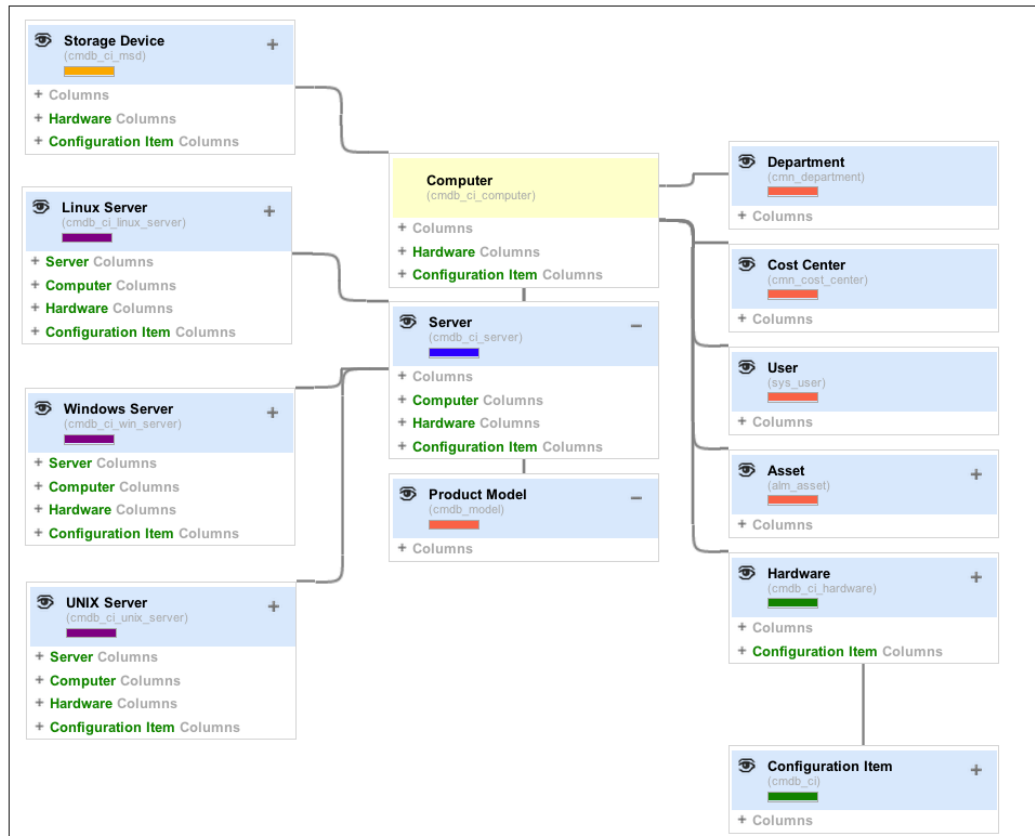 Storage Device
(cmdb_ci_msd)
+ Columns
+ Hardware Columns
+ Configuration Item Columns
Linux Server
(cmdb_ci_linux_server)
+ Server Columns
+ Computer Columns
+ Hardware Columns
+ Configuration Item Columns
Windows Server
(cmdb_ci_win_server)
+ Server Columns
+ Computer Columns
+ Hardware Columns
+ Configuration Item Columns
UNIX Server
(cmdb_ci_unix_server)
+ Server Columns
+ Computer Columns
+ Hardware Columns
+ Configuration Item Columns
Computer
(cmdb_ci_computer)
+ Columns
+ Hardware Columns
+ Configuration Item Columns
Server
(cmdb_ci_server)
+ Columns
+ Computer Columns
+ Hardware Columns
+ Configuration Item Columns
Product Model
(cmdb_model)
+ Columns
Department
(cmn_department)
+ Columns
Cost Center
(cmn_cost_center)
+ Columns
User
(sys_user)
+ Columns
Asset
(alm_asset)
+ Columns
Hardware
(cmdb_ci_hardware)
+ Columns
+ Configuration Item Columns
Configuration Item
(cmdb_ci)
+ Columns